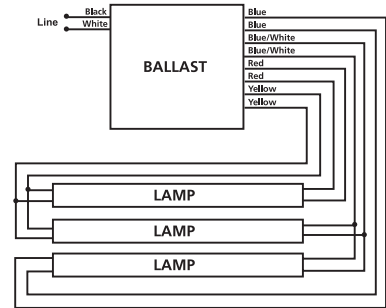 Line
Black
White
BALLAST
Blue
Blue
Blue/White
Blue/White
Red
Red
Yellow
Yellow
LAMP
LAMP
LAMP